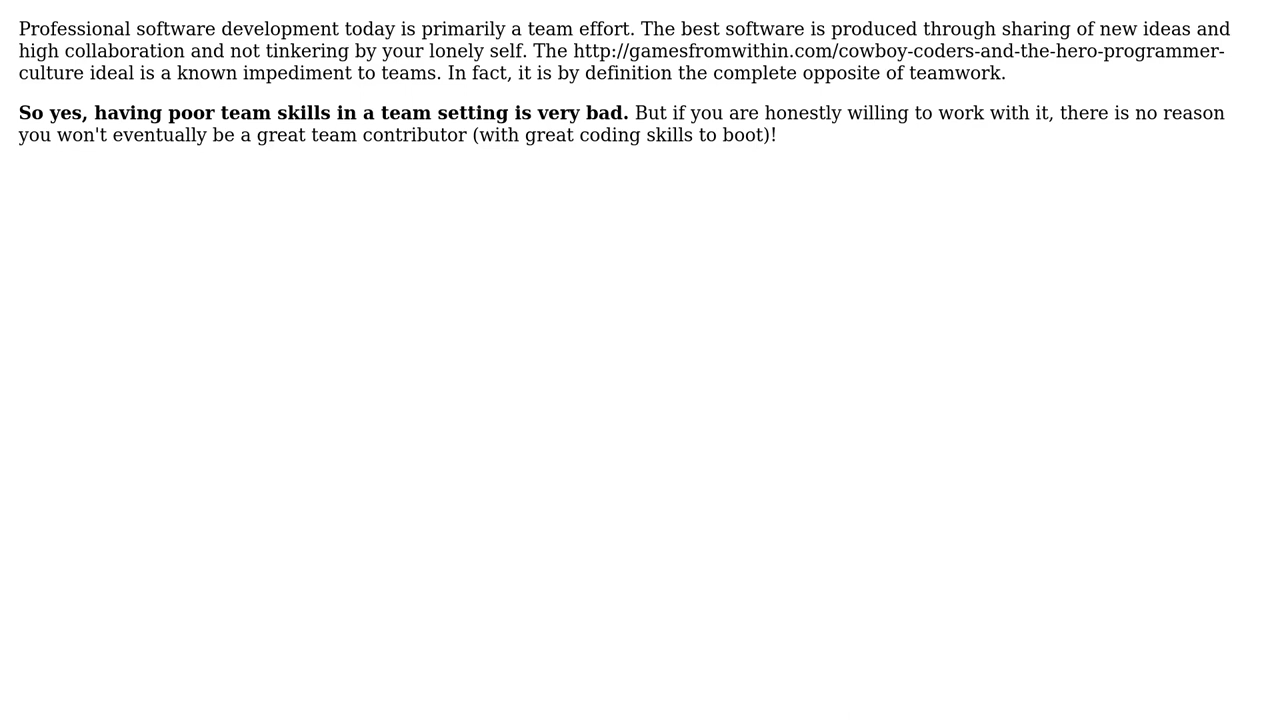 Professional software development today is primarily a team effort. The best software is produced through sharing of new ideas and
high collaboration and not tinkering by your lonely self. The http://gamesfromwithin.com/cowboy-coders-and-the-hero-programmer-
culture ideal is a known impediment to teams. In fact, it is by definition the complete opposite of teamwork.
So yes, having poor team skills in a team setting is very bad. But if you are honestly willing to work with it, there is no reason
you won't eventually be a great team contributor (with great coding skills to boot)!